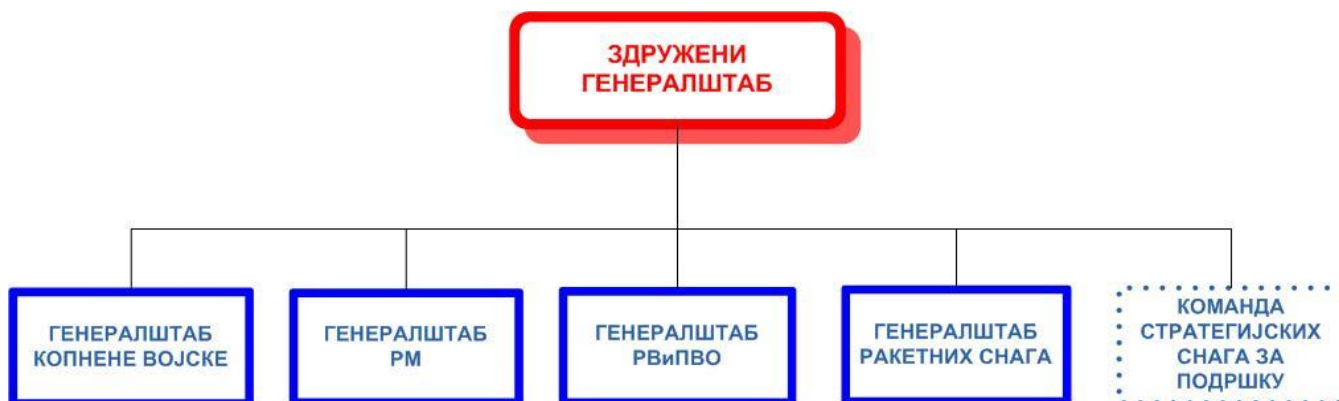 ЗДРУЖЕНИ
ГЕНЕРАЛШТАБ
ГЕНЕРАЛШТАБ
КОПНЕНЕ ВОЈСКЕ
ГЕНЕРАЛШТАБ
РМ
ГЕНЕРАЛШТАБ
РВиПВО
ГЕНЕРАЛШТАБ
РАКЕТНИХ СНАГА
КОМАНДА
СТРАТЕГИЈСКИХ
СНАГА ЗА
ПОДРШКУ